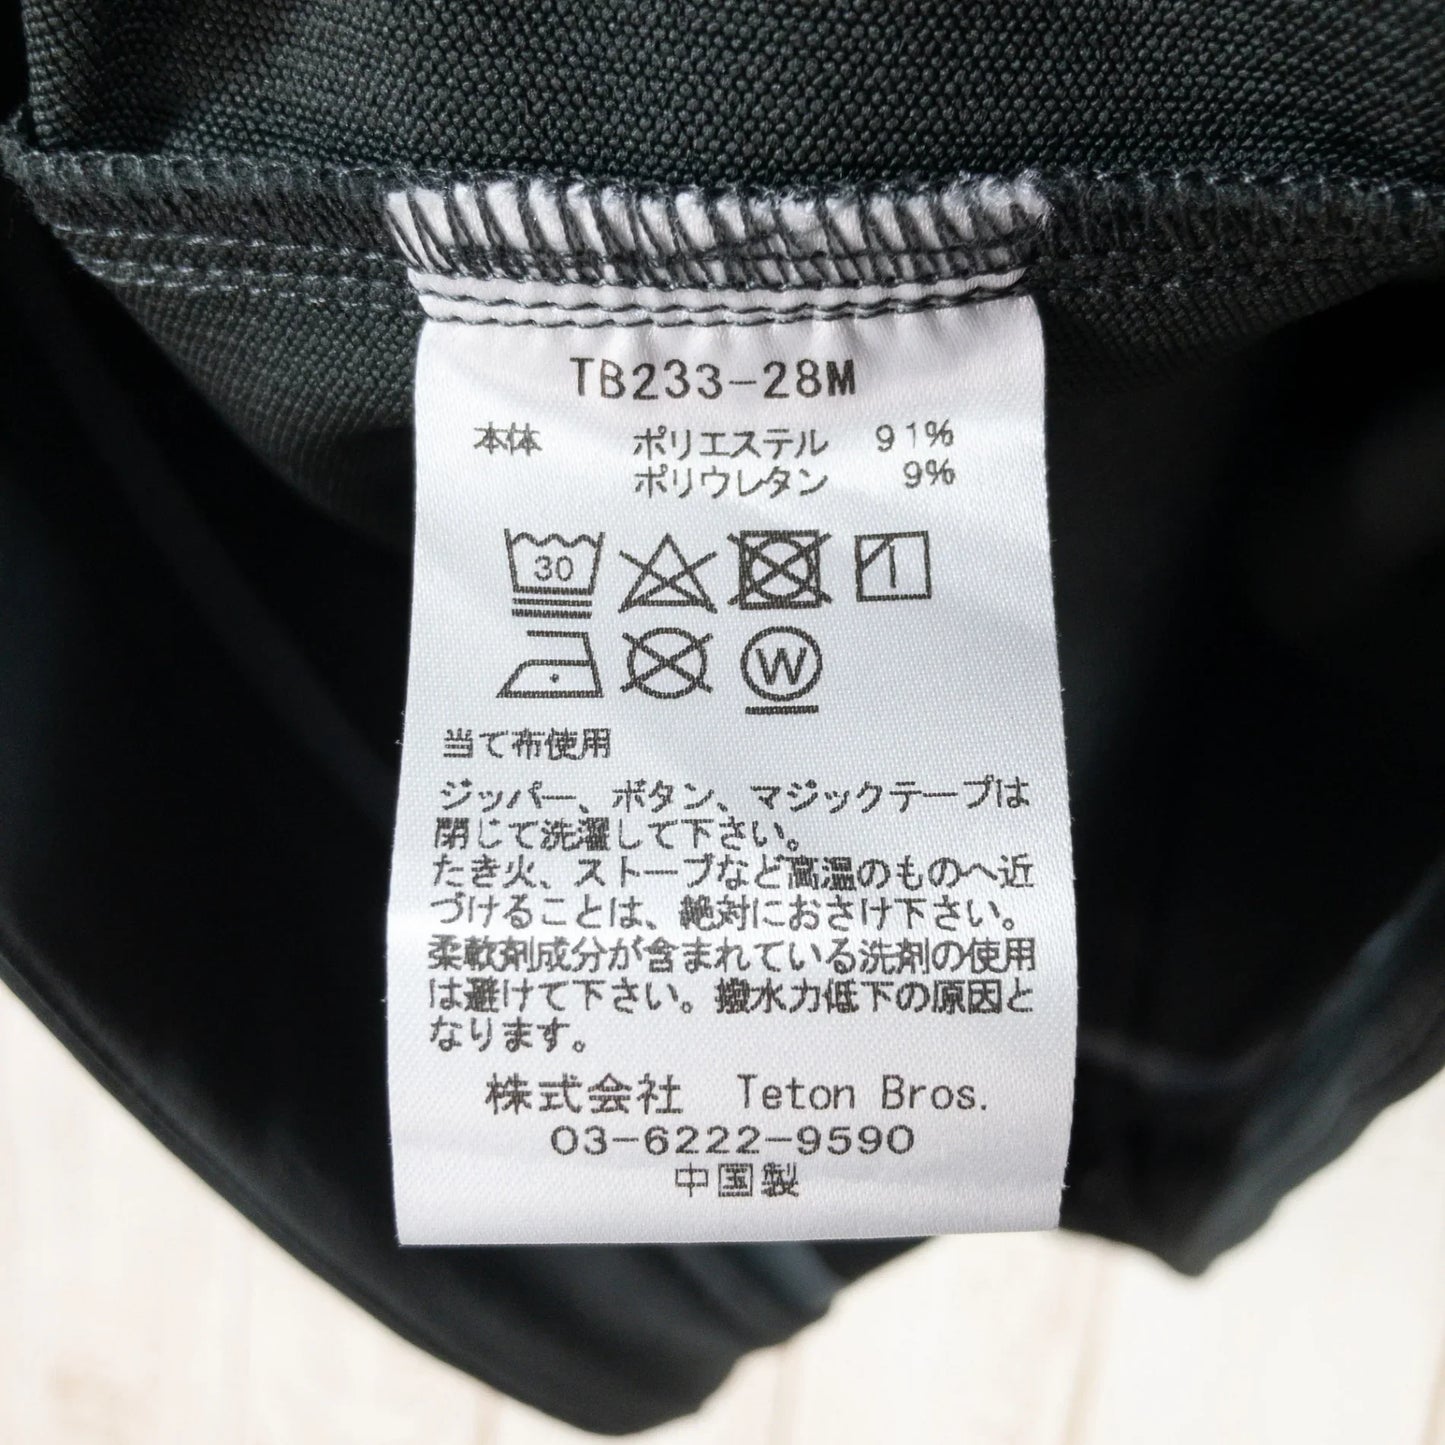 TB233-28M
本体 ポリエステル 91%
ポリウレタン 9%
30
W
当て布使用
ジッパー、ボタン、マジックテープは
閉じて洗濯して下さい。
たき火、ストーブなど高温のものへ近
づけることは、絶対におさけ下さい。
柔軟剤成分が含まれている洗剤の使用
は避けて下さい。撥水力低下の原因と
なります。
株式会社 Teton Bros.
03-6222-9590
中国製